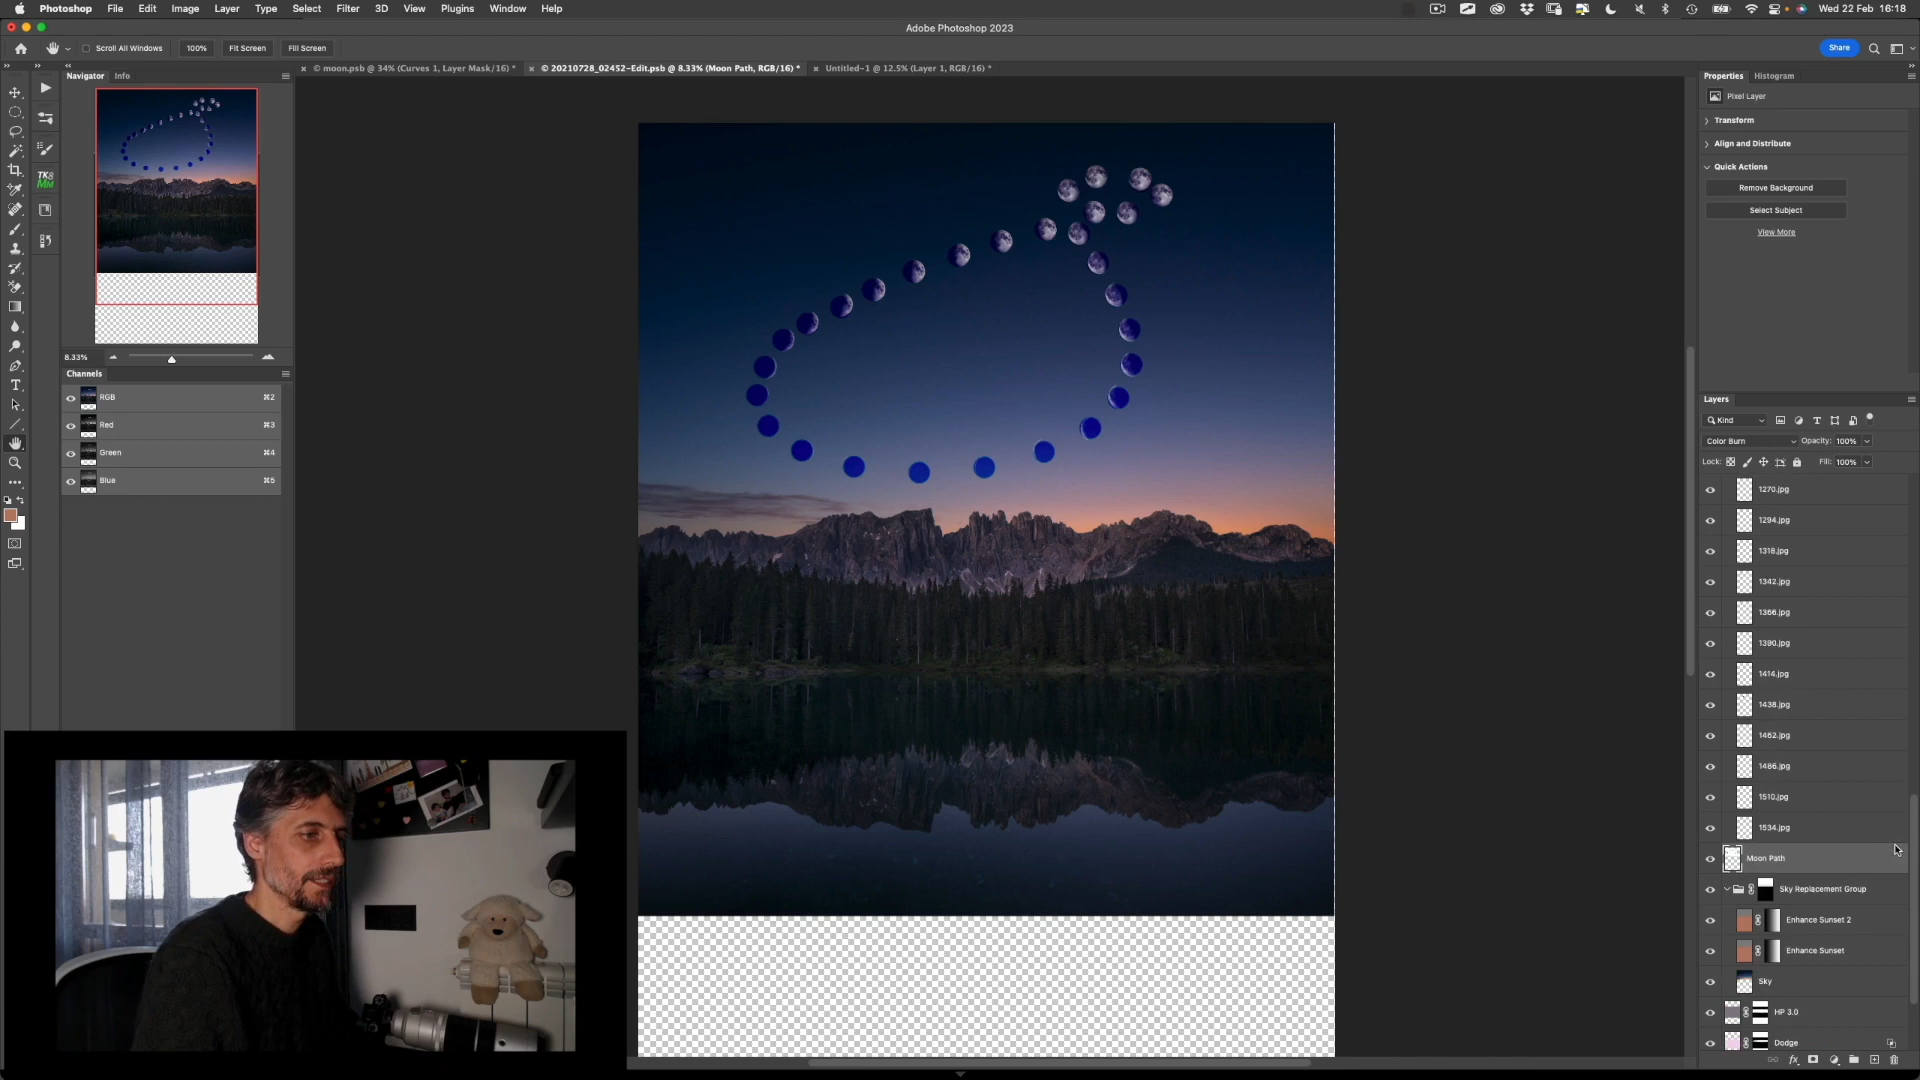 Photoshop File Edit Image Layer Type Select Filter 3D View Plugins Window Help
Wed 22 Feb 16:18
Adobe Photoshop 2023
Scroll All Windows 100% Fit Screen Fill Screen
Share
Navigator Info
© moon.psb @ 34% (Curves 1, Layer Mask/16) *
© 20210728_02452-Edit.psb @ 8.33% (Moon Path, RGB/16) *
Untitled-1 @ 12.5% (Layer 1, RGB/16) *
Properties Histogram
Pixel Layer
Transform
Align and Distribute
Quick Actions
Remove Background
Select Subject
View More
TK8
8.33%
Channels
RGB ⌘2
Red ⌘3
Green ⌘4
Blue ⌘5
Layers
Kind
Color Burn Opacity: 100%
Lock: Fill: 100%
1270.jpg
1294.jpg
1318.jpg
1342.jpg
1366.jpg
1390.jpg
1414.jpg
1438.jpg
1462.jpg
1486.jpg
1510.jpg
1534.jpg
Moon Path
Sky Replacement Group
Enhance Sunset 2
Enhance Sunset
Sky
HP 3.0
Dodge
fx